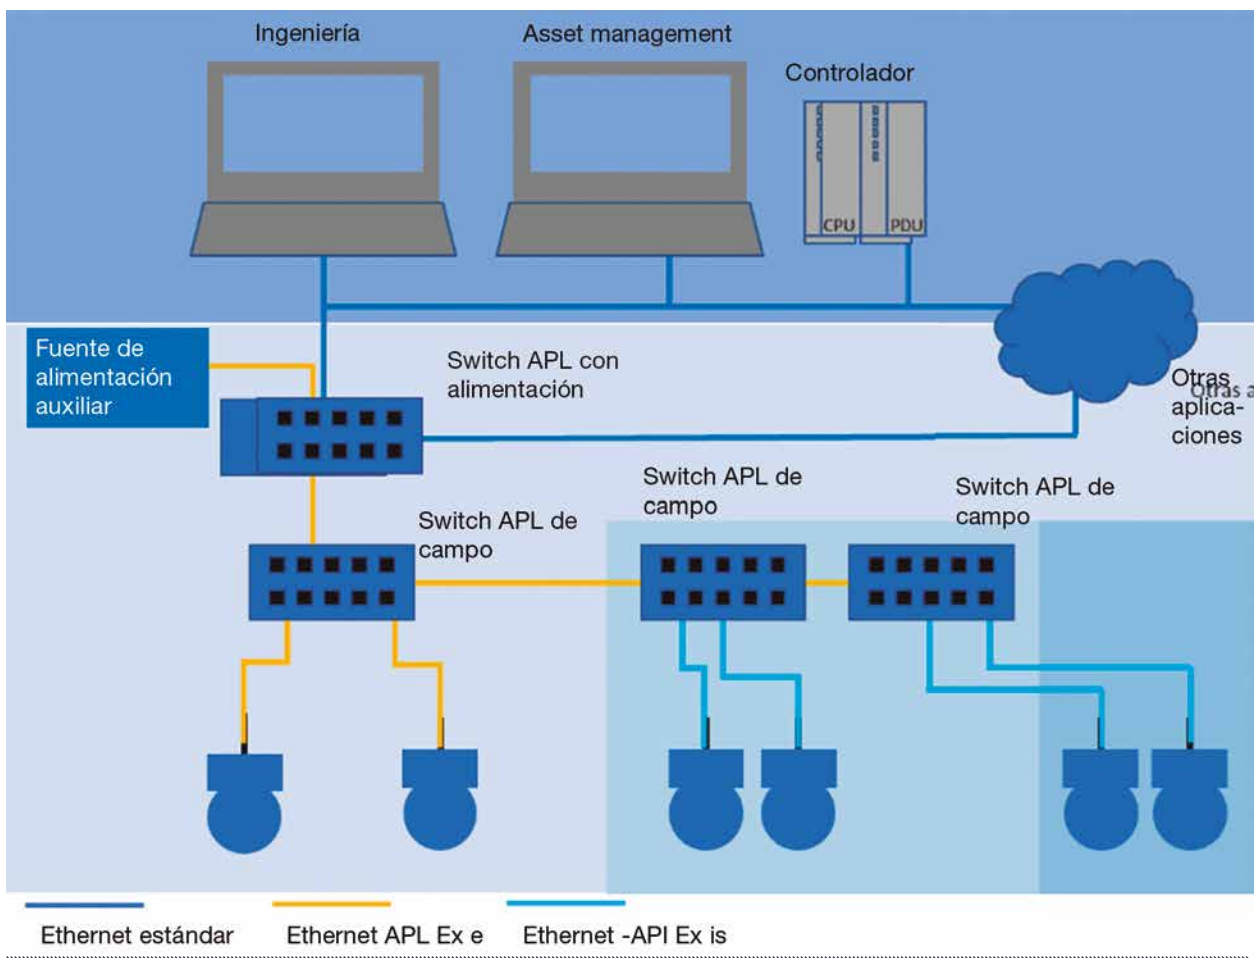 Ingeniería
Asset management
Controlador
CPU
PDU
Fuente de
alimentación
auxiliar
Switch APL con
alimentación
Otras
Otras a
aplica-
ciones
Switch APL de
campo
Switch APL de
campo
Switch APL de
campo
Ethernet estándar
Ethernet APL Ex e
Ethernet -API Ex is